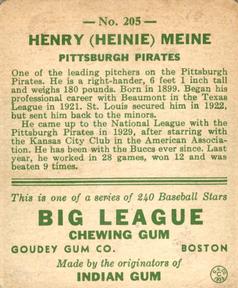 — No. 205 —
HENRY (HEINIE) MEINE
PITTSBURGH PIRATES
One of the leading pitchers on the Pittsburgh
Pirates. He is a right-hander, 6 feet 1 inch tall
and weighs 180 pounds. Born in 1899. Began his
professional career with Beaumont in the Texas
League in 1921. St. Louis secured him in 1922,
but sent him back to the minors.
He came up to the National League with the
Pittsburgh Pirates in 1929, after starring with
the Kansas City Club in the American Associa-
tion. He has been with the Buccs ever since. Last
year, he worked in 28 games, won 12 and was
beaten 9 times.
This is one of a series of 240 Baseball Stars
BIG LEAGUE
CHEWING GUM
GOUDEY GUM CO. BOSTON
Made by the originators of
INDIAN GUM